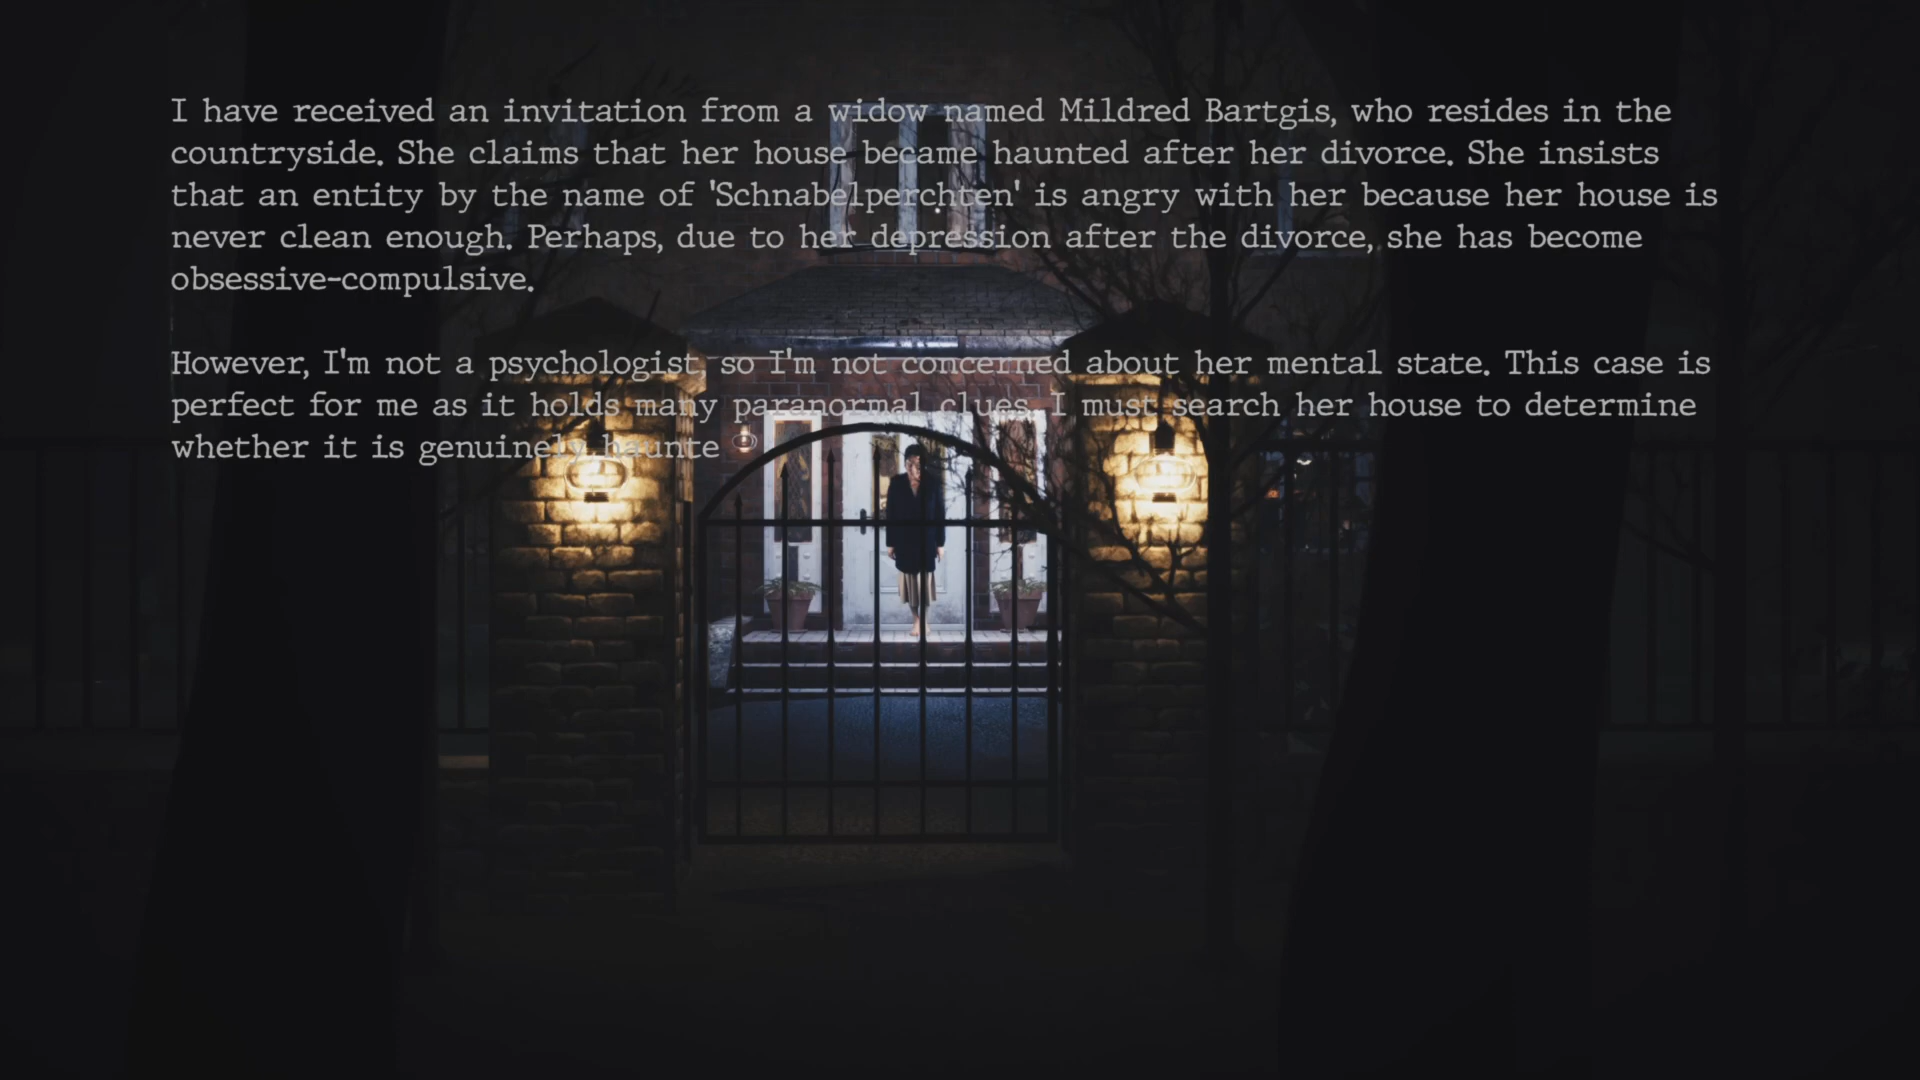 I have received an invitation from a widow named Mildred Bartgis, who resides in the
countryside. She claims that her house became haunted after her divorce. She insists
that an entity by the name of 'Schnabelperchten' is angry with her because her house is
never clean enough. Perhaps, due to her depression after the divorce, she has become
obsessive-compulsive.
However, I'm not a psychologist, so I'm not concerned about her mental state. This case is
perfect for me as it holds many paranormal clues. I must search her house to determine
whether it is genuinely haunte